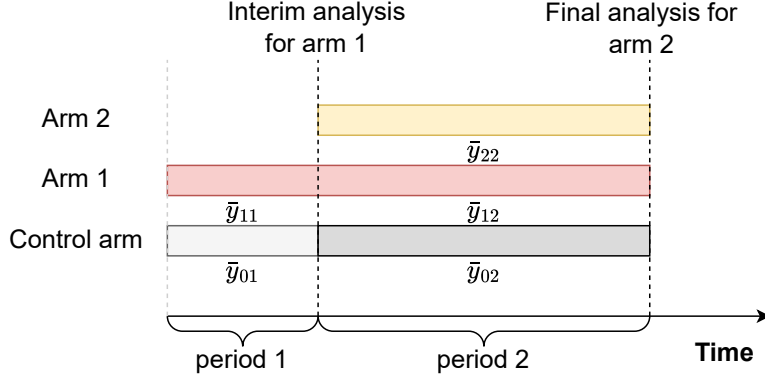 Interim analysis
for arm 1
Final analysis for
arm 2
Arm 2
ȳ₂₂
Arm 1
ȳ₁₁
ȳ₁₂
Control arm
ȳ₀₁
ȳ₀₂
period 1
period 2
Time